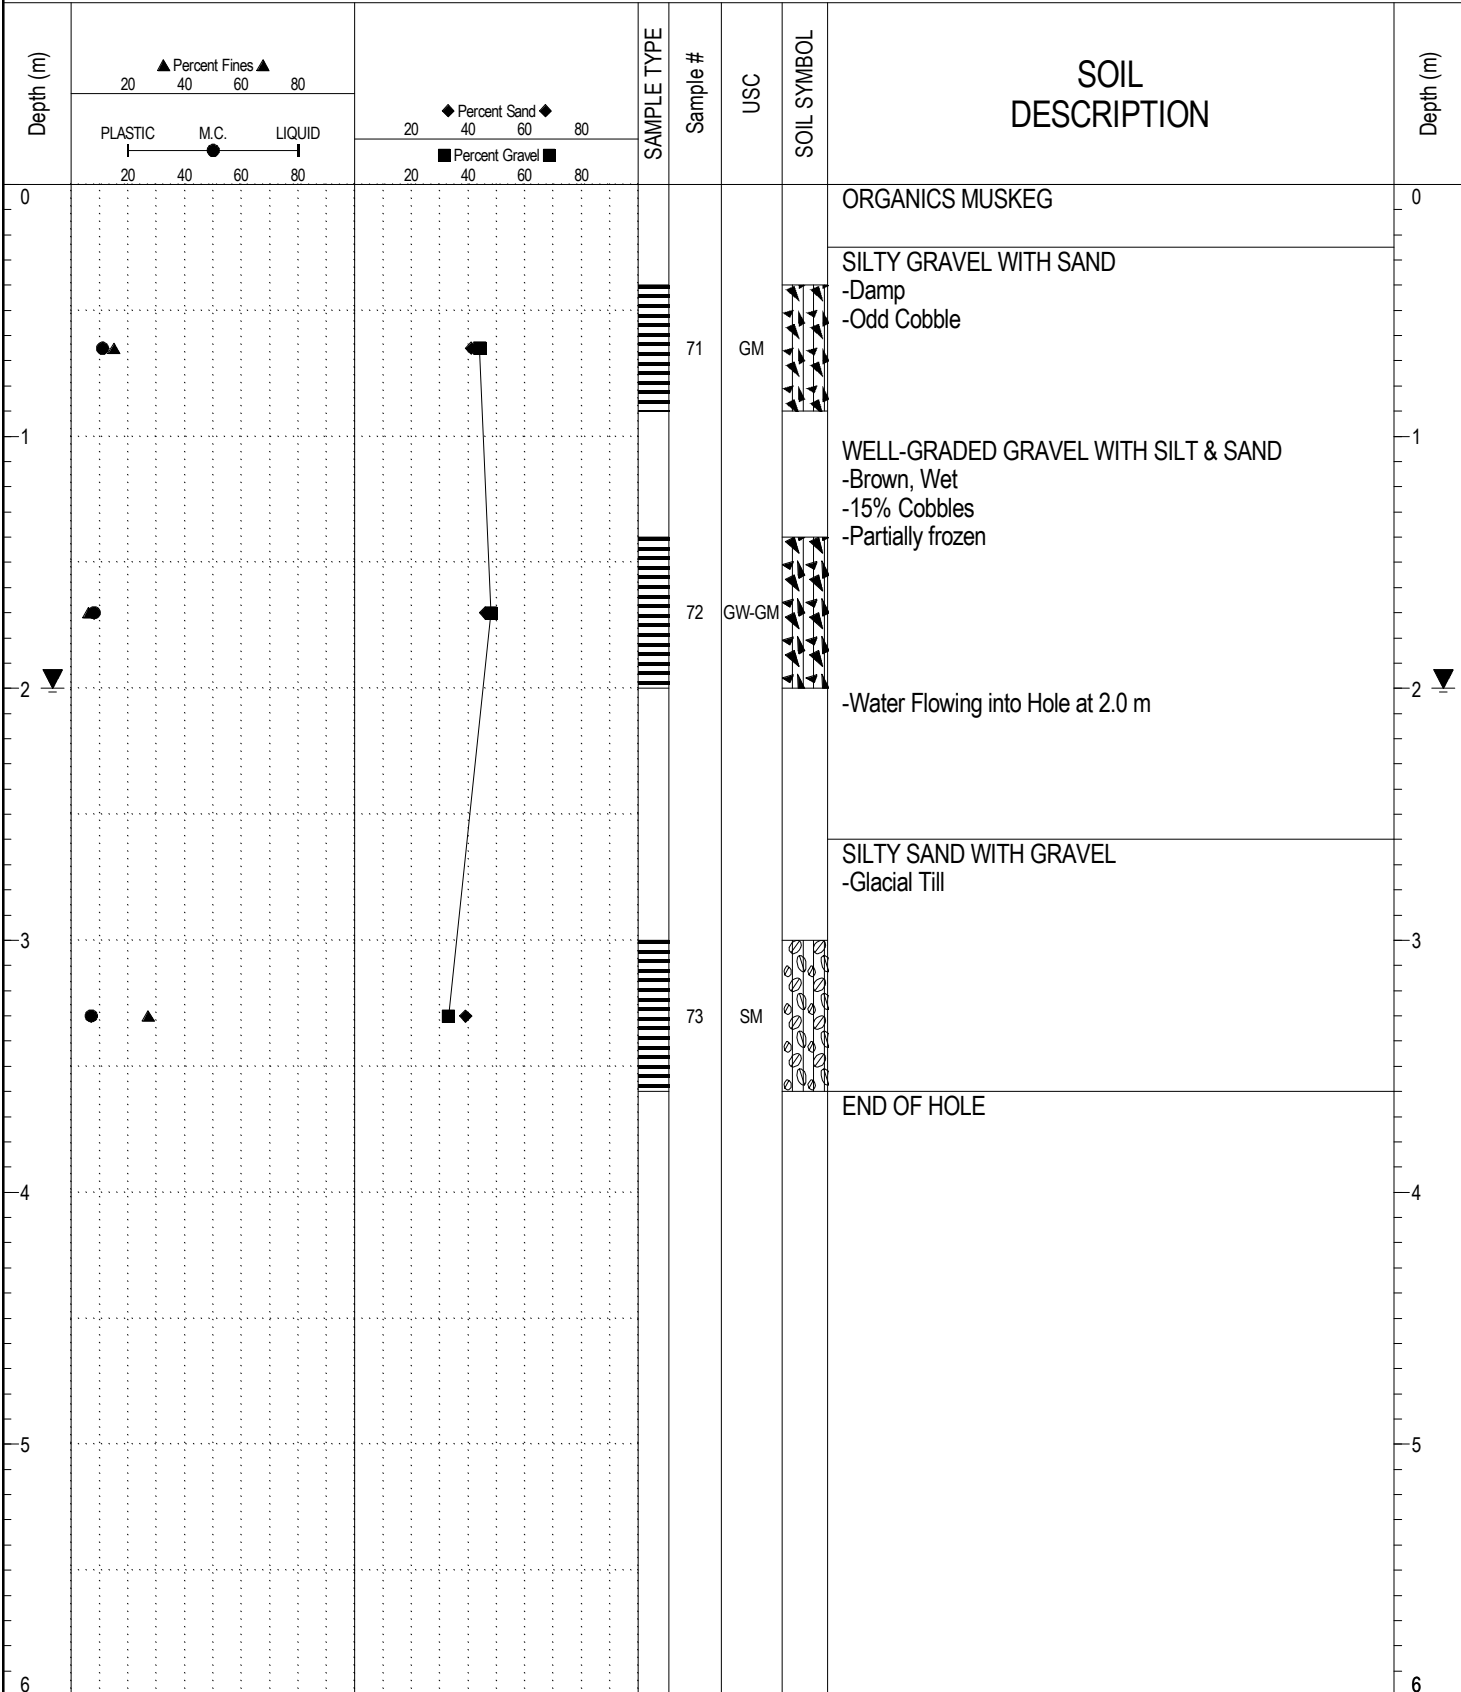 Depth (m)
▲ Percent Fines ▲
20 40 60 80
PLASTIC M.C. LIQUID
20 40 60 80
◆ Percent Sand ◆
20 40 60 80
■ Percent Gravel ■
20 40 60 80
SAMPLE TYPE
Sample #
USC
SOIL SYMBOL
SOIL
DESCRIPTION
Depth (m)
0
ORGANICS MUSKEG
0
SILTY GRAVEL WITH SAND
-Damp
-Odd Cobble
71 GM
1
1
WELL-GRADED GRAVEL WITH SILT & SAND
-Brown, Wet
-15% Cobbles
-Partially frozen
72 GW-GM
2
2
-Water Flowing into Hole at 2.0 m
SILTY SAND WITH GRAVEL
-Glacial Till
3
3
73 SM
END OF HOLE
4
4
5
5
6
6